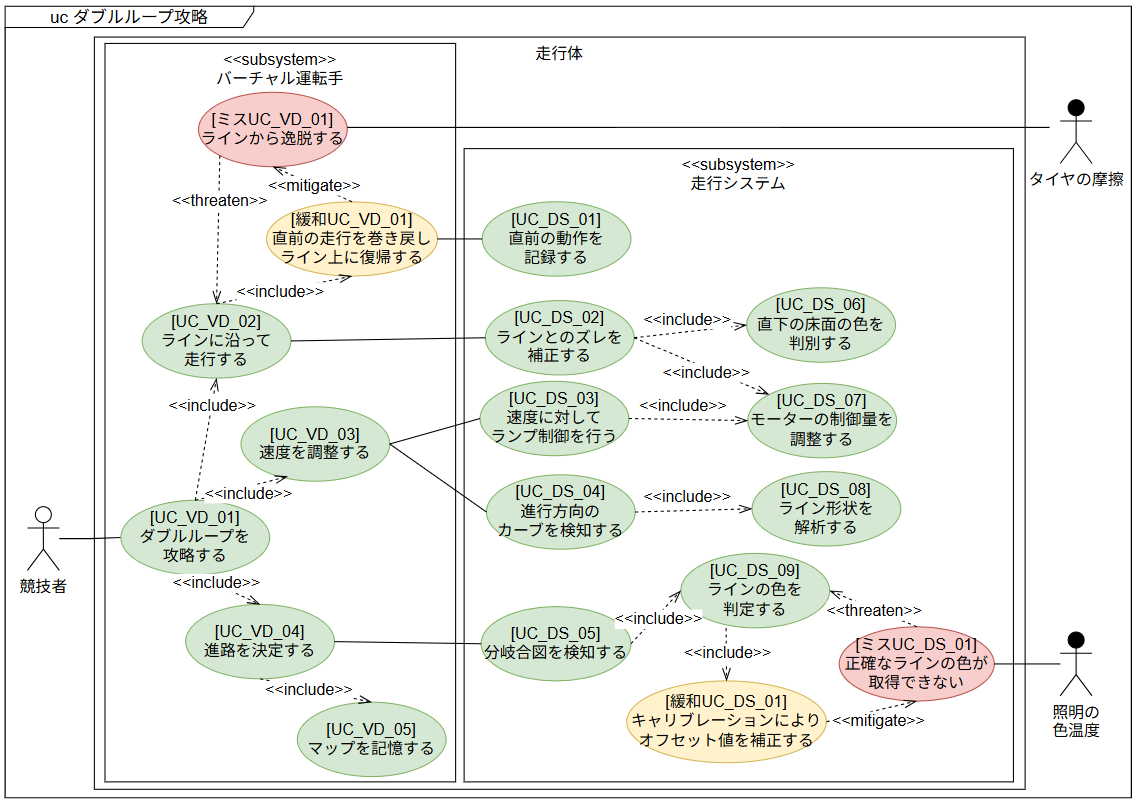 uc ダブルループ攻略
走行体
<<subsystem>>
バーチャル運転手
[ミスUC_VD_01]
ラインから逸脱する
<<threaten>>
<<mitigate>>
[緩和UC_VD_01]
直前の走行を巻き戻し
ライン上に復帰する
<<include>>
[UC_VD_02]
ラインに沿って
走行する
<<include>>
[UC_VD_03]
速度を調整する
<<include>>
[UC_VD_01]
ダブルループを
攻略する
競技者
<<include>>
[UC_VD_04]
進路を決定する
<<include>>
[UC_VD_05]
マップを記憶する
<<subsystem>>
走行システム
[UC_DS_01]
直前の動作を
記録する
[UC_DS_02]
ラインとのズレを
補正する
<<include>>
[UC_DS_06]
直下の床面の色を
判別する
<<include>>
[UC_DS_03]
速度に対して
ランプ制御を行う
<<include>>
[UC_DS_07]
モーターの制御量を
調整する
[UC_DS_04]
進行方向の
カーブを検知する
<<include>>
[UC_DS_08]
ライン形状を
解析する
[UC_DS_09]
ラインの色を
判定する
<<include>>
[UC_DS_05]
分岐合図を検知する
<<threaten>>
<<include>>
[ミスUC_DS_01]
正確なラインの色が
取得できない
[緩和UC_DS_01]
キャリブレーションにより
オフセット値を補正する
<<mitigate>>
タイヤの摩擦
照明の
色温度